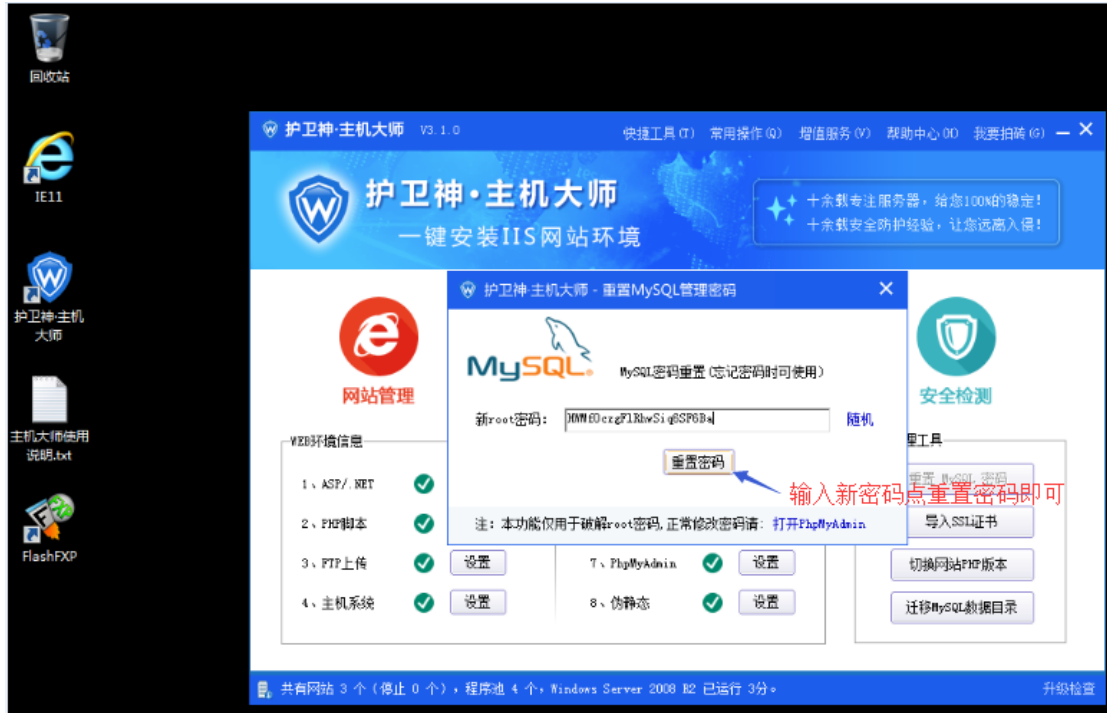 回收站
IE11
护卫神·主机
大师
主机大师使用
说明.txt
FlashFXP
护卫神·主机大师 V3.1.0
快捷工具(T) 常用操作(Q) 增值服务(V) 帮助中心(H) 我要拍砖(G)
护卫神·主机大师
一键安装IIS网站环境
十余载专注服务器，给您100%的稳定！
十余载安全防护经验，让您远离入侵！
网站管理
安全检测
护卫神·主机大师 - 重置MySQL管理密码
MySQL
MySQL密码重置(忘记密码时可使用)
新root密码：
随机
重置密码
输入新密码点重置密码即可
注：本功能仅用于破解root密码,正常修改密码请：打开PhpMyAdmin
WEB环境信息
1、ASP/.NET
2、PHP脚本
3、FTP上传 设置
4、主机系统 设置
7、PhpMyAdmin 设置
8、伪静态 设置
理工具
重置 MySQL 密码
导入SSL证书
切换网站PHP版本
迁移MySQL数据目录
共有网站 3 个（停止 0 个），程序池 4 个，Windows Server 2008 R2 已运行 3分。
升级检查